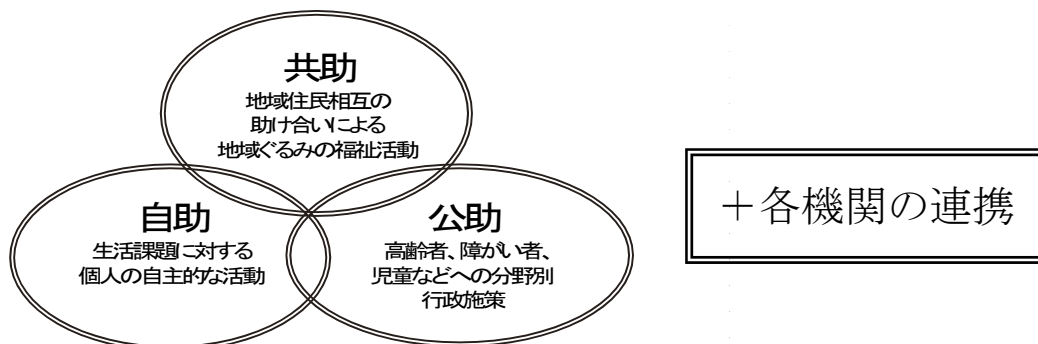 共助
地域住民相互の
助け合いによる
地域ぐるみの福祉活動
自助
生活課題に対する
個人の自主的な活動
公助
高齢者、障がい者、
児童などへの分野別
行政施策
＋各機関の連携